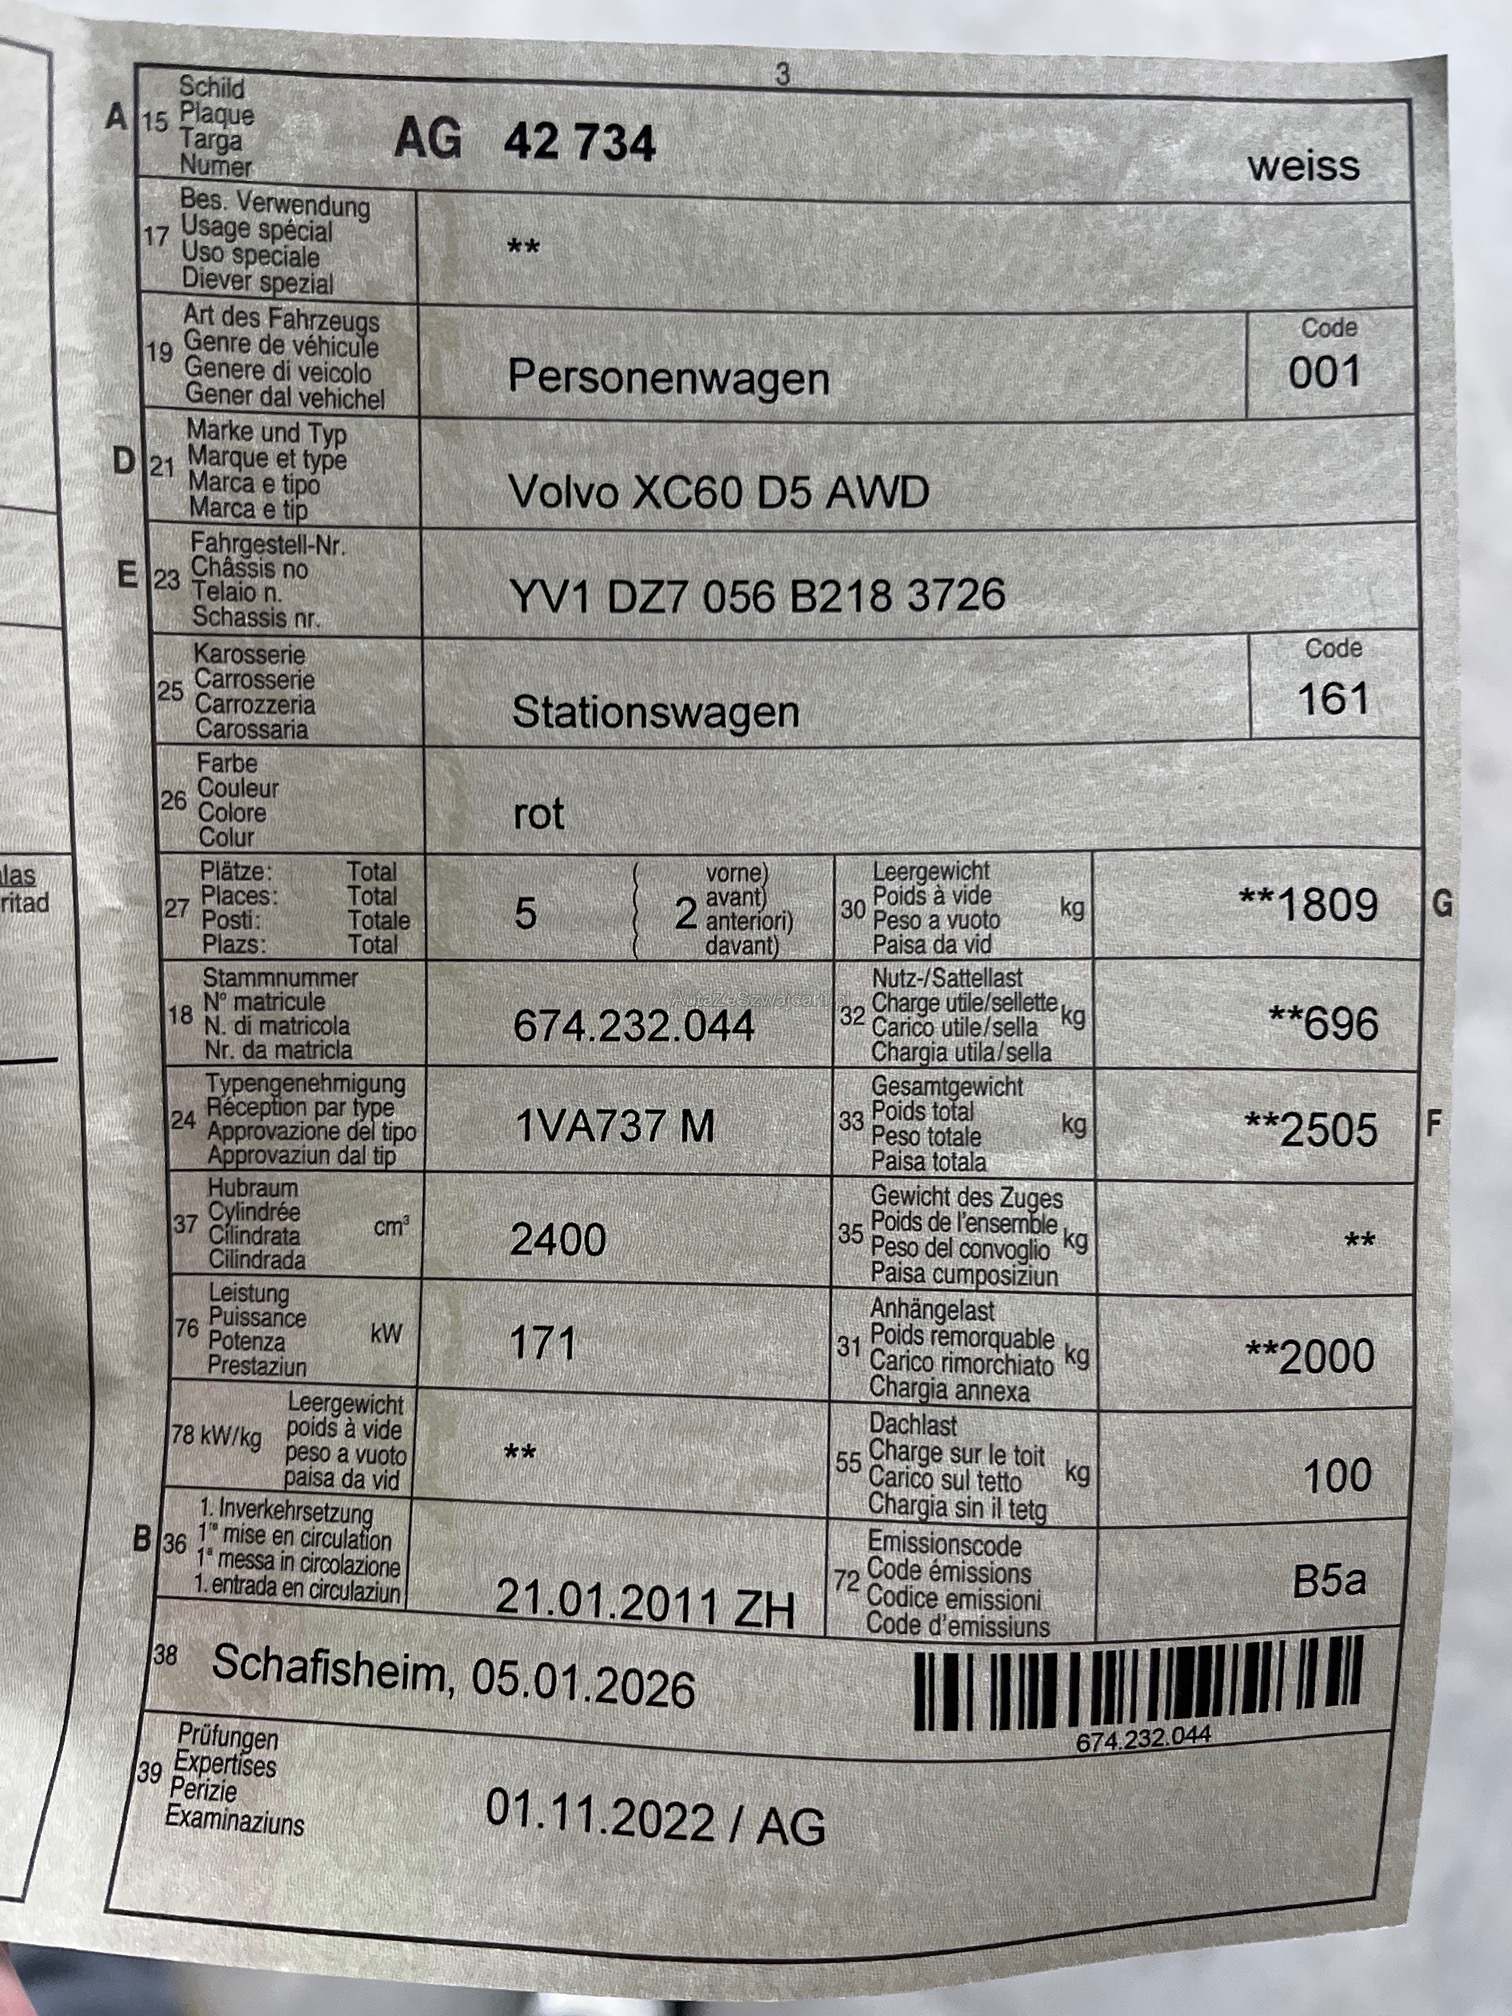 3
A 15 Schild
Plaque
Targa
Numer
AG 42 734
weiss
17 Bes. Verwendung
Usage spécial
Uso speciale
Diever spezial
**
19 Art des Fahrzeugs
Genre de véhicule
Genere di veicolo
Gener dal vehichel
Personenwagen
Code
001
D 21 Marke und Typ
Marque et type
Marca e tipo
Marca e tip
Volvo XC60 D5 AWD
E 23 Fahrgestell-Nr.
Châssis no
Telaio n.
Schassis nr.
YV1 DZ7 056 B218 3726
25 Karosserie
Carrosserie
Carrozzeria
Carossaria
Stationswagen
Code
161
26 Farbe
Couleur
Colore
Colur
rot
alas
ritad
27 Plätze: Total
Places: Total
Posti: Totale
Plazs: Total
5
( vorne)
( 2 avant)
( anteriori)
( davant)
30 Leergewicht
Poids à vide
Peso a vuoto
Paisa da vid
kg
**1809
G
18 Stammnummer
N° matricule
N. di matricola
Nr. da matricla
674.232.044
32 Nutz-/Sattellast
Charge utile/sellette
Carico utile/sella
Chargia utila/sella
kg
**696
24 Typengenehmigung
Réception par type
Approvazione del tipo
Approvaziun dal tip
1VA737 M
33 Gesamtgewicht
Poids total
Peso totale
Paisa totala
kg
**2505
F
37 Hubraum
Cylindrée
Cilindrata
Cilindrada
cm³
2400
35 Gewicht des Zuges
Poids de l'ensemble
Peso del convoglio
Paisa cumposiziun
kg
**
76 Leistung
Puissance
Potenza
Prestaziun
kW
171
31 Anhängelast
Poids remorquable
Carico rimorchiato
Chargia annexa
kg
**2000
78 kW/kg
Leergewicht
poids à vide
peso a vuoto
paisa da vid
**
55 Dachlast
Charge sur le toit
Carico sul tetto
Chargia sin il tetg
kg
100
B 36 1. Inverkehrsetzung
1re mise en circulation
1a messa in circolazione
1. entrada en circulaziun
21.01.2011 ZH
72 Emissionscode
Code émissions
Codice emissioni
Code d'emissiuns
B5a
38 Schafisheim, 05.01.2026
674.232.044
39 Prüfungen
Expertises
Perizie
Examinaziuns
01.11.2022 / AG